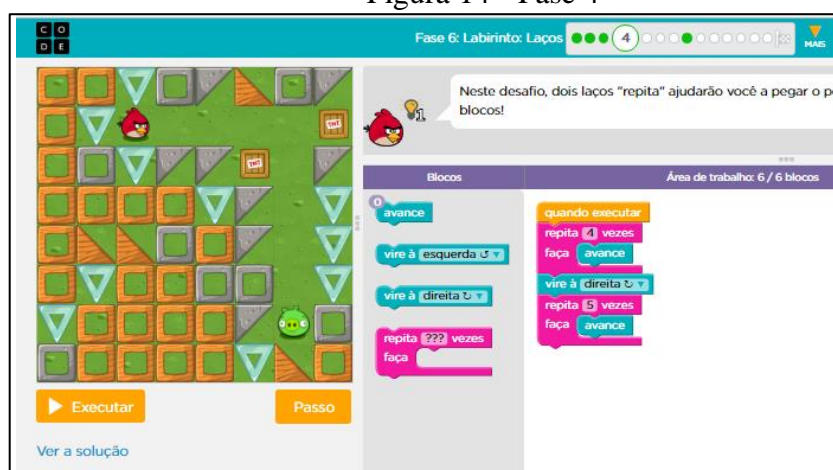 Figura 14 - Fase 4
C O
D E
Fase 6: Labirinto: Laços
4
MAIS
Neste desafio, dois laços "repita" ajudarão você a pegar o
blocos!
1
TNT
TNT
Blocos
Área de trabalho: 6 / 6 blocos
0
avance
vire à esquerda ↺
vire à direita ↻
repita ??? vezes
faça
quando executar
repita 4 vezes
faça avance
vire à direita ↻
repita 5 vezes
faça avance
Executar
Passo
Ver a solução